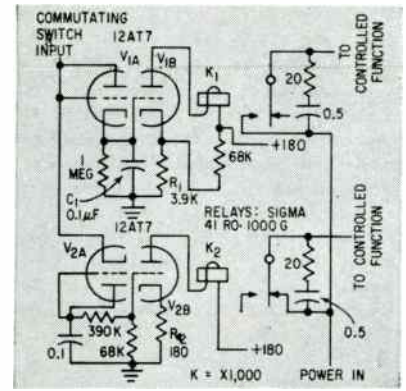 COMMUTATING
SWITCH
INPUT
12AT7
V1A
V1B
K1
TO
CONTROLLED
FUNCTION
20
0.5
+180
68K
1
MEG
C1
0.1µF
R1
3.9K
12AT7
RELAYS: SIGMA
41 RO-1000 G
V2A
K2
TO CONTROLLED
FUNCTION
20
V2B
390K
0.1
68K
R2
180
0.5
+180
K = X1,000
POWER IN